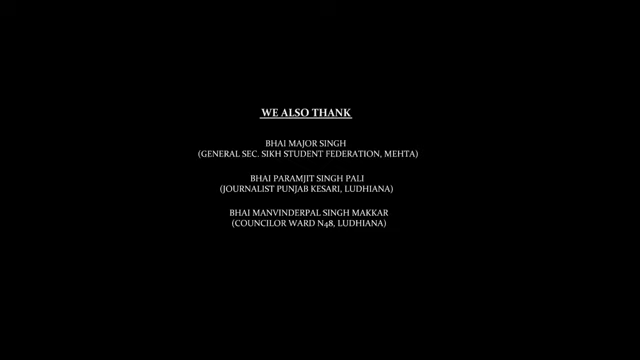 WE ALSO THANK
BHAI MAJOR SINGH
(GENERAL SEC. SIKH STUDENT FEDERATION, MEHTA)
BHAI PARAMJIT SINGH PALI
(JOURNALIST PUNJAB KESARI, LUDHIANA)
BHAI MANVINDERPAL SINGH MAKKAR
(COUNCILOR WARD N48, LUDHIANA)